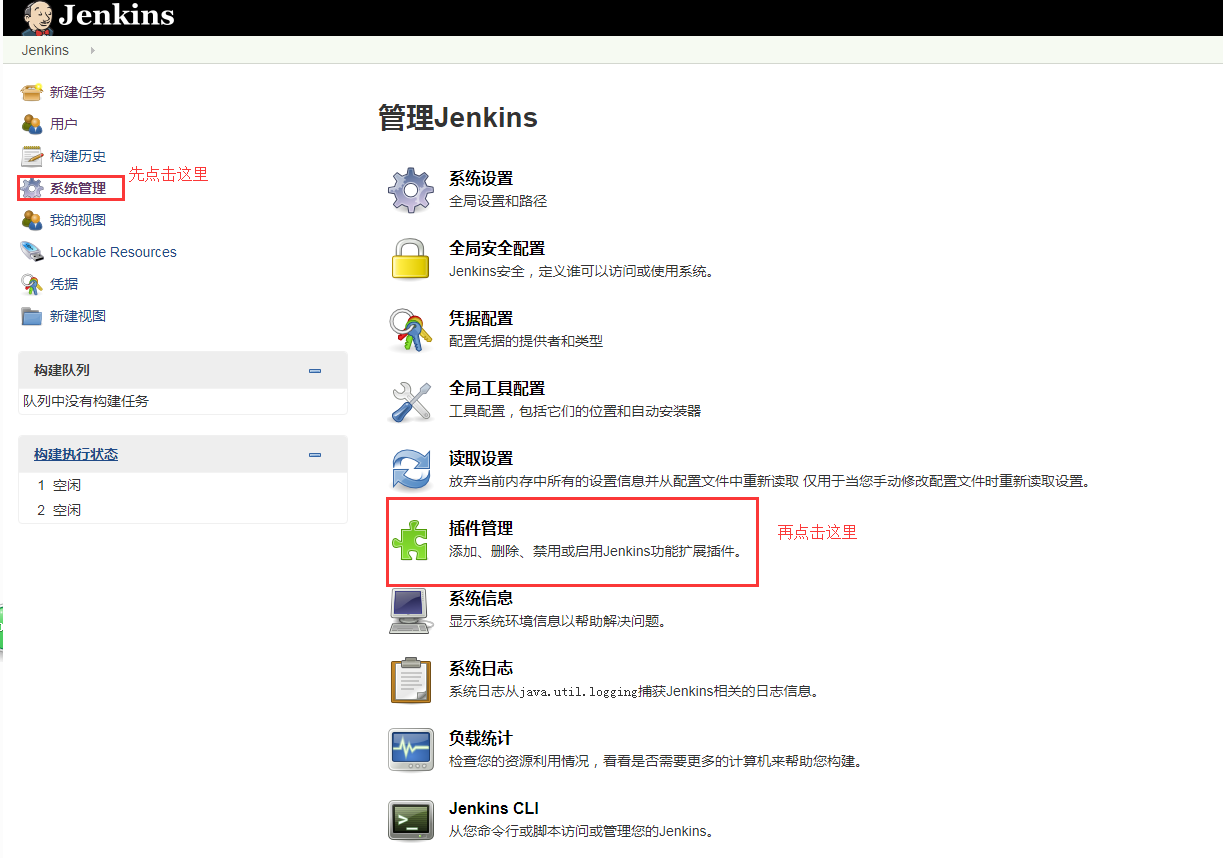 Jenkins
Jenkins
新建任务
用户
构建历史
系统管理
先点击这里
我的视图
Lockable Resources
凭据
新建视图
构建队列
队列中没有构建任务
构建执行状态
1 空闲
2 空闲
管理Jenkins
系统设置
全局设置和路径
全局安全配置
Jenkins安全，定义谁可以访问或使用系统。
凭据配置
配置凭据的提供者和类型
全局工具配置
工具配置，包括它们的位置和自动安装器
读取设置
放弃当前内存中所有的设置信息并从配置文件中重新读取 仅用于当您手动修改配置文件时重新读取设置。
插件管理
添加、删除、禁用或启用Jenkins功能扩展插件。
再点击这里
系统信息
显示系统环境信息以帮助解决问题。
系统日志
系统日志从java.util.logging捕获Jenkins相关的日志信息。
负载统计
检查您的资源利用情况，看看是否需要更多的计算机来帮助您构建。
Jenkins CLI
从您命令行或脚本访问或管理您的Jenkins。